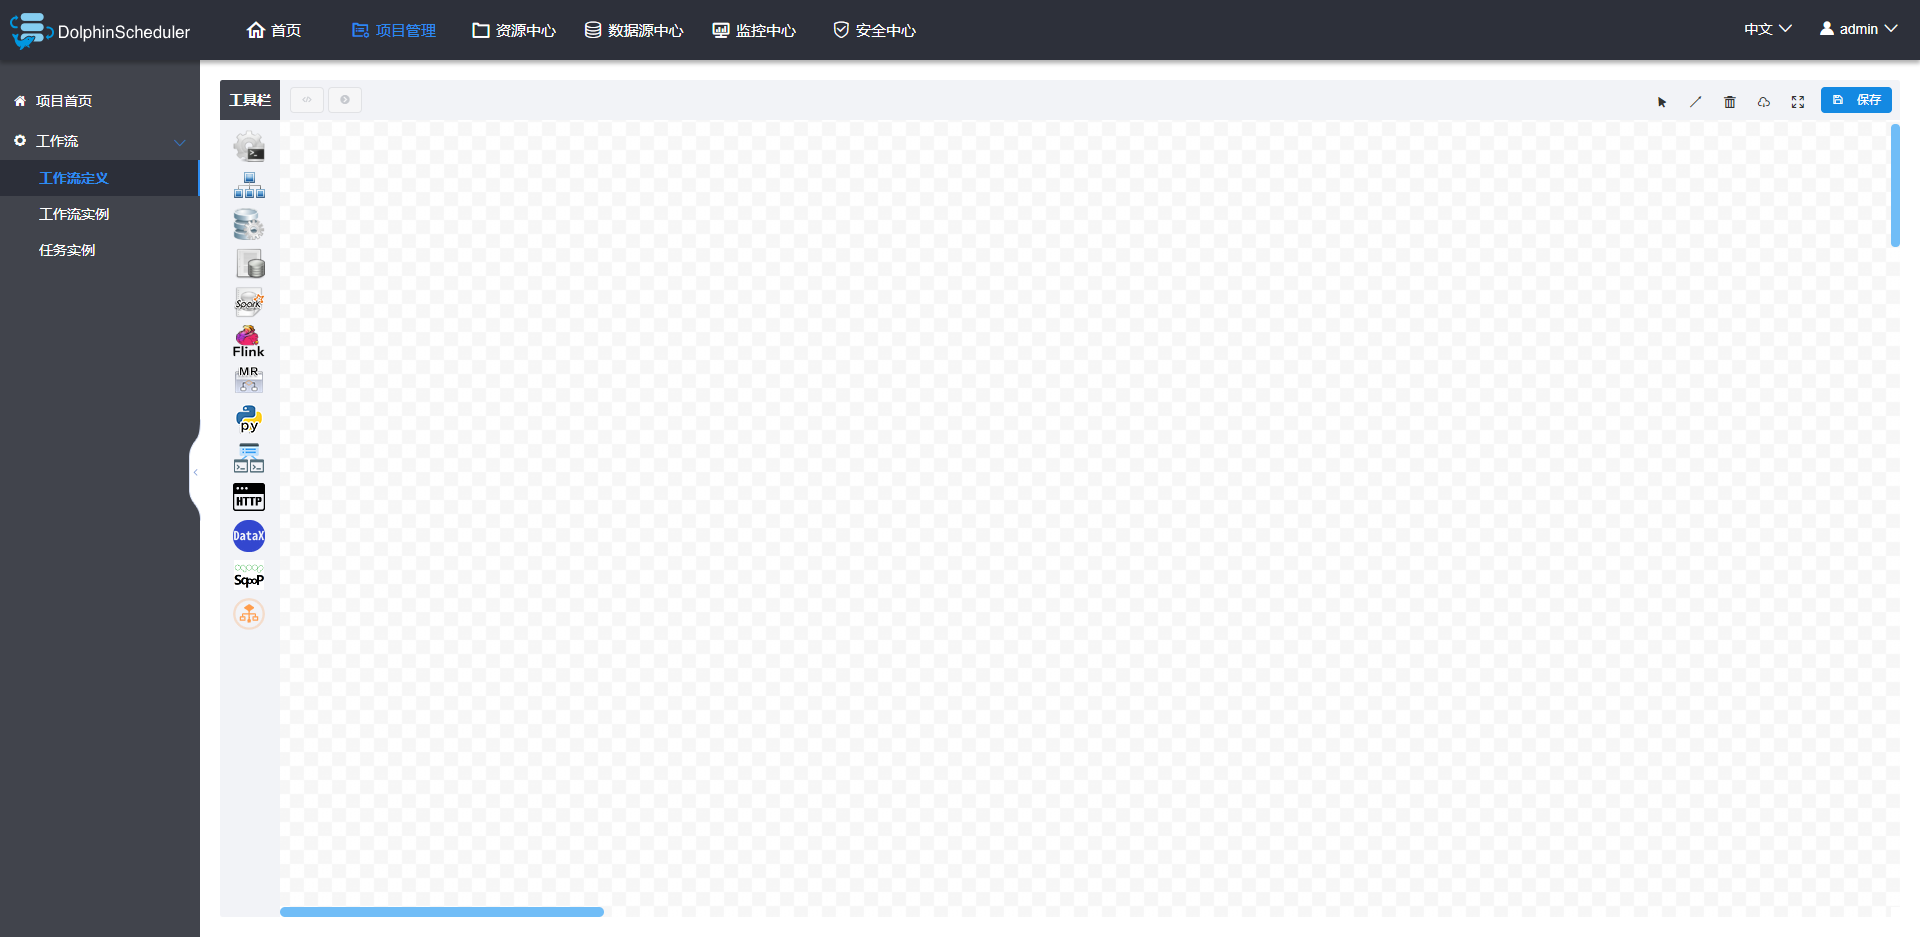 DolphinScheduler
首页
项目管理
资源中心
数据源中心
监控中心
安全中心
中文
admin
项目首页
工作流
工作流定义
工作流实例
任务实例
工具栏
保存
Spark
Flink
MR
py
HTTP
DataX
SqooP